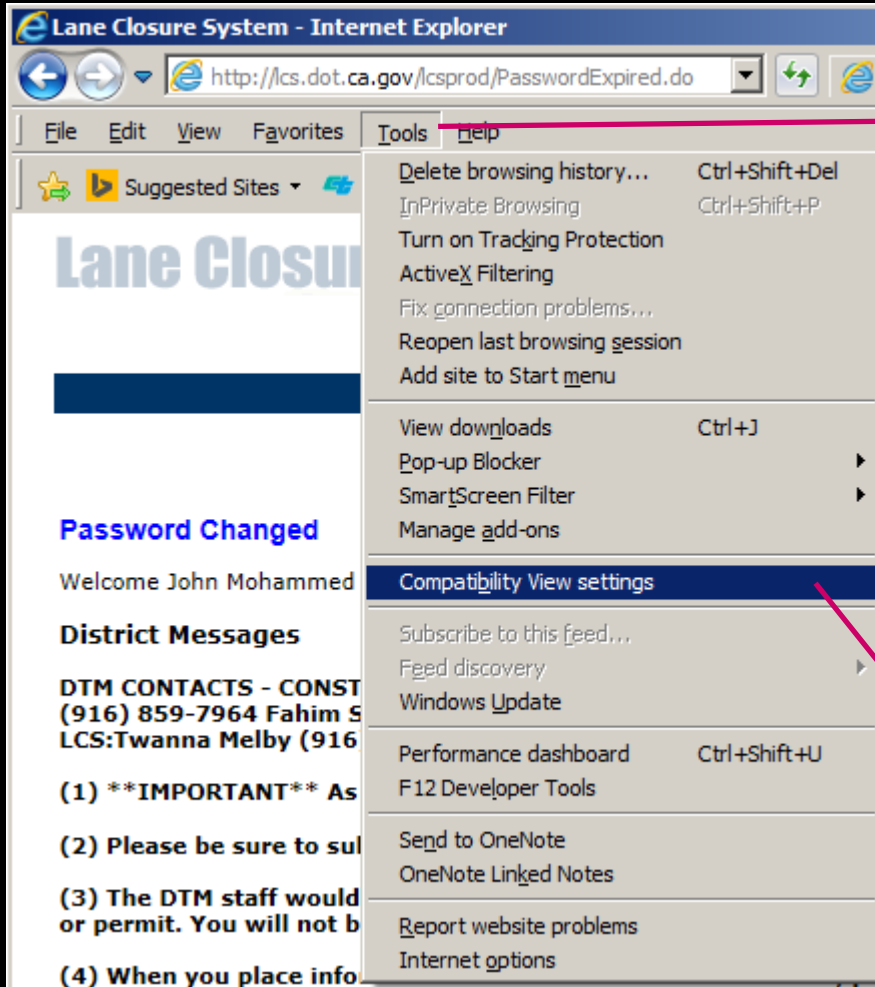 Lane Closure System - Internet Explorer
http://lcs.dot.ca.gov/lcsprod/PasswordExpired.do
File Edit View Favorites Tools Help
Suggested Sites
Delete browsing history... Ctrl+Shift+Del
InPrivate Browsing Ctrl+Shift+P
Turn on Tracking Protection
ActiveX Filtering
Fix connection problems...
Reopen last browsing session
Add site to Start menu
View downloads Ctrl+J
Pop-up Blocker
SmartScreen Filter
Manage add-ons
Compatibility View settings
Subscribe to this feed...
Feed discovery
Windows Update
Performance dashboard Ctrl+Shift+U
F12 Developer Tools
Send to OneNote
OneNote Linked Notes
Report website problems
Internet options
Lane
Password Changed
Welcome John Mohammed
District Messages
DTM CONTACTS - CONST
(916) 859-7964 Fahim S
LCS:Twanna Melby (916
(1) **IMPORTANT** As
(2) Please be sure to
(3) The DTM staff would
or permit. You will not b
(4) When you place